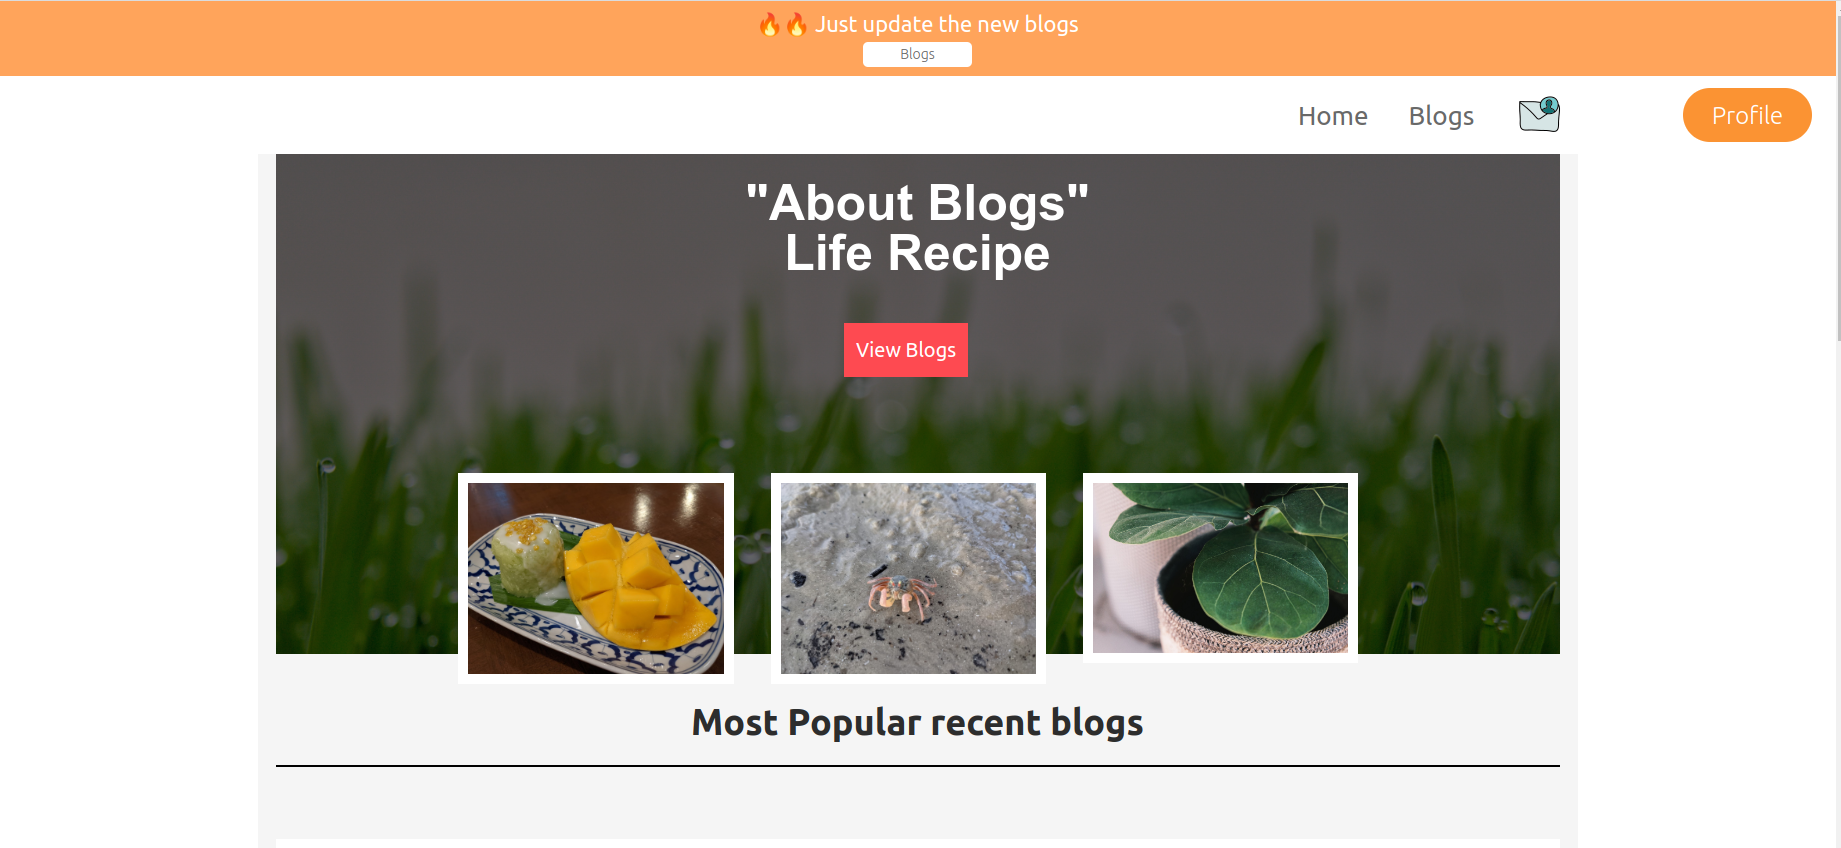 🔥🔥 Just update the new blogs
Blogs
Home Blogs Profile
"About Blogs"
Life Recipe
View Blogs
Most Popular recent blogs